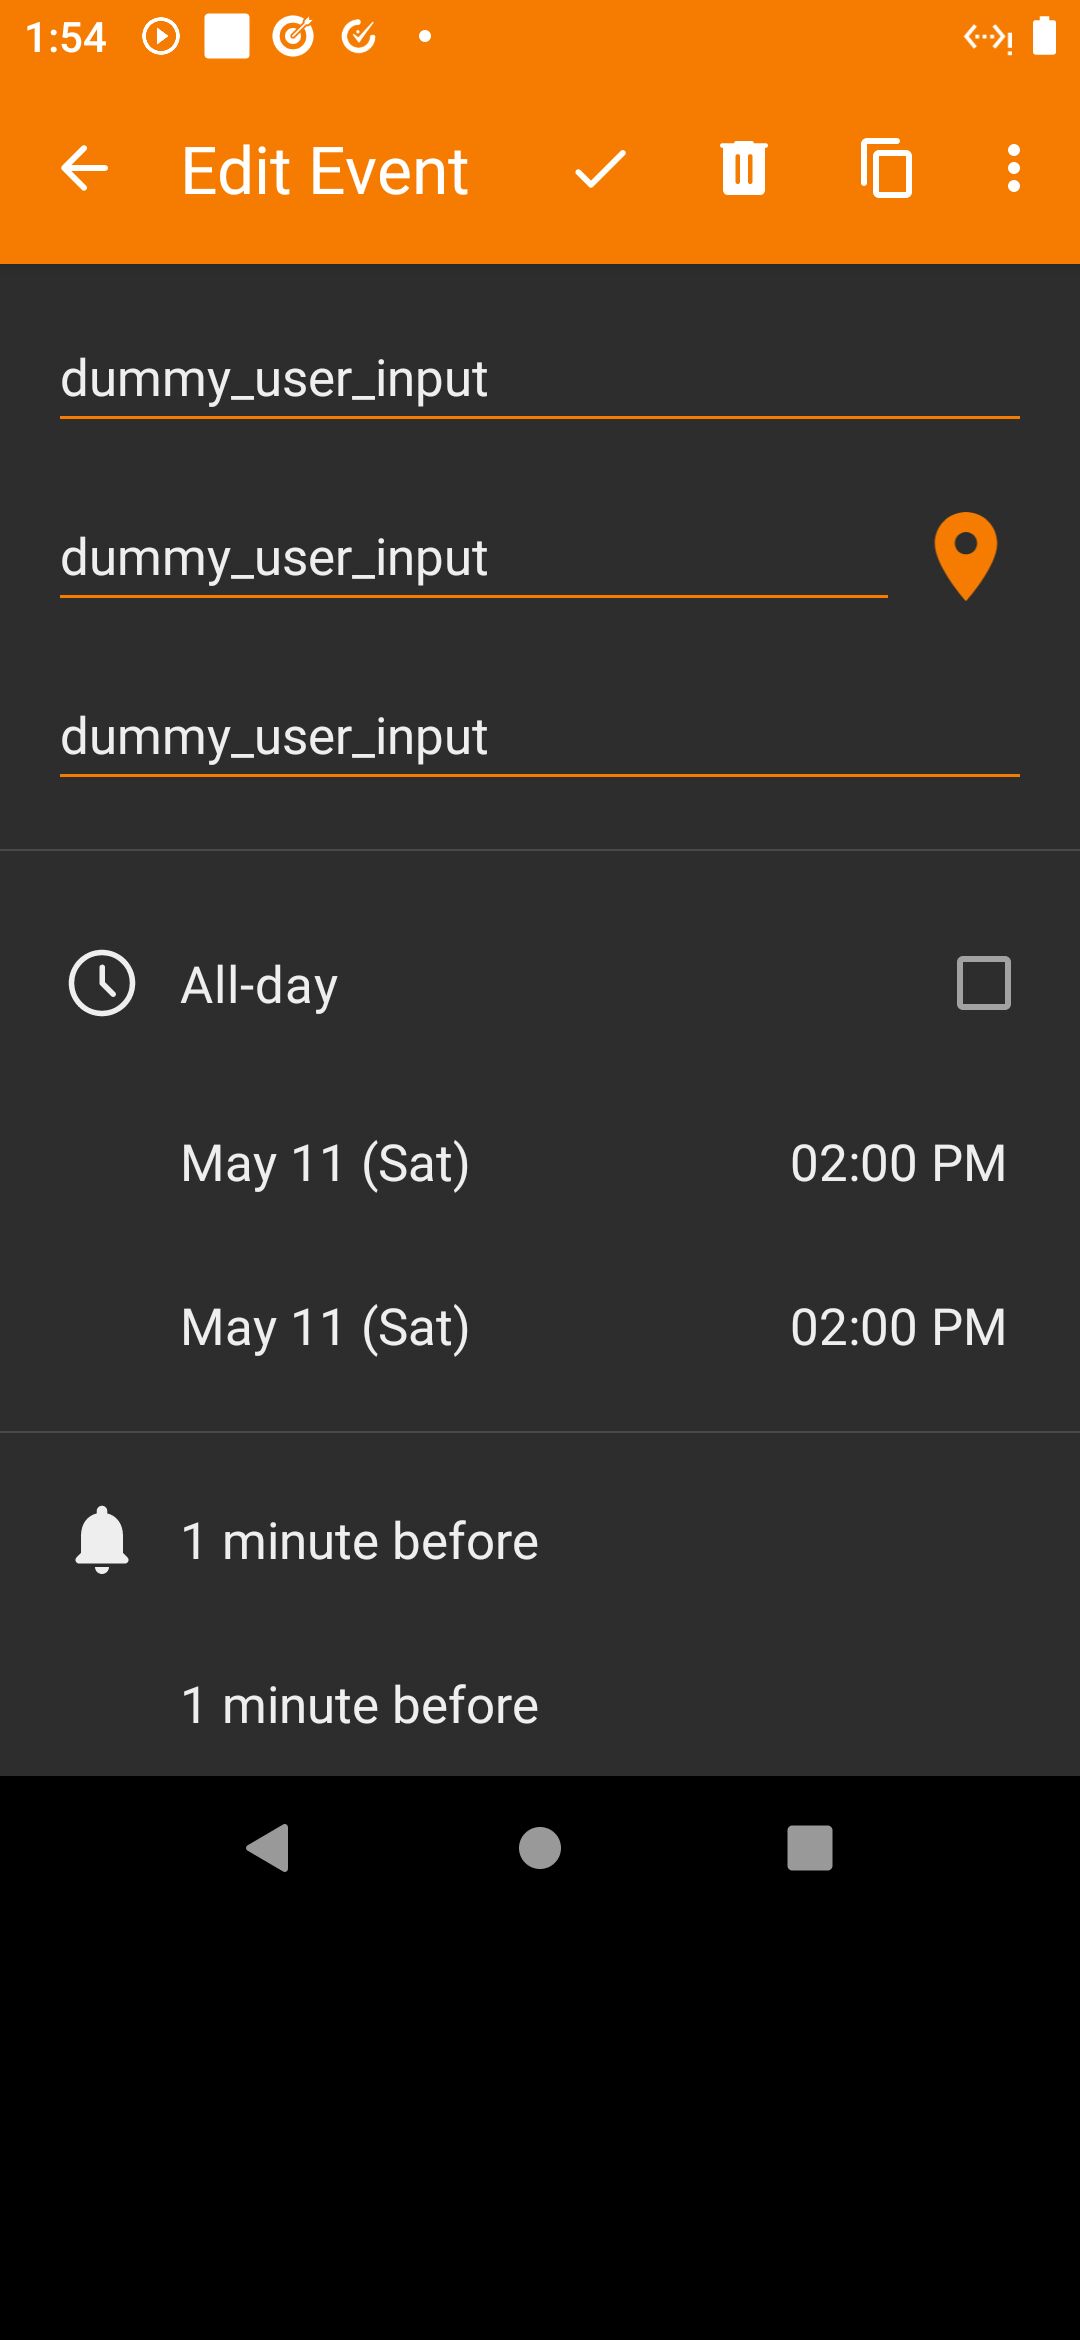 1:54
Edit Event
dummy_user_input
dummy_user_input
dummy_user_input
All-day
May 11 (Sat) 02:00 PM
May 11 (Sat) 02:00 PM
1 minute before
1 minute before